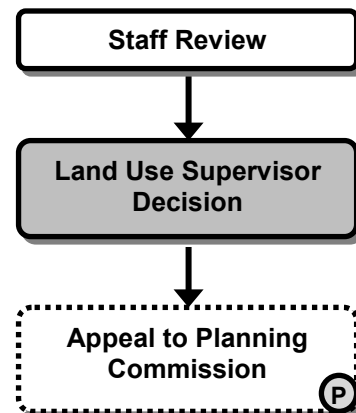 Staff Review
Land Use Supervisor
Decision
Appeal to Planning
Commission
P